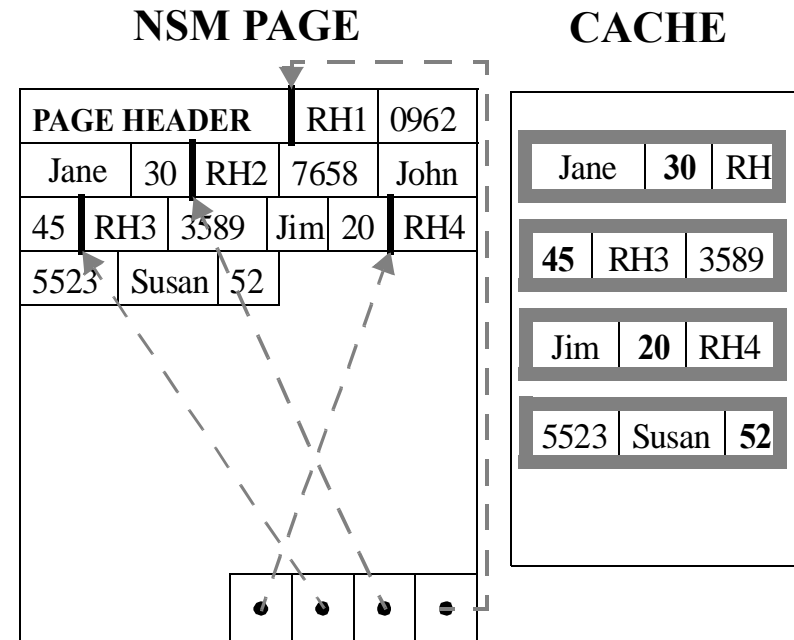 NSM PAGE
PAGE HEADER RH1 0962
Jane 30 RH2 7658 John
45 RH3 3589 Jim 20 RH4
5523 Susan 52
CACHE
Jane 30 RH
45 RH3 3589
Jim 20 RH4
5523 Susan 52